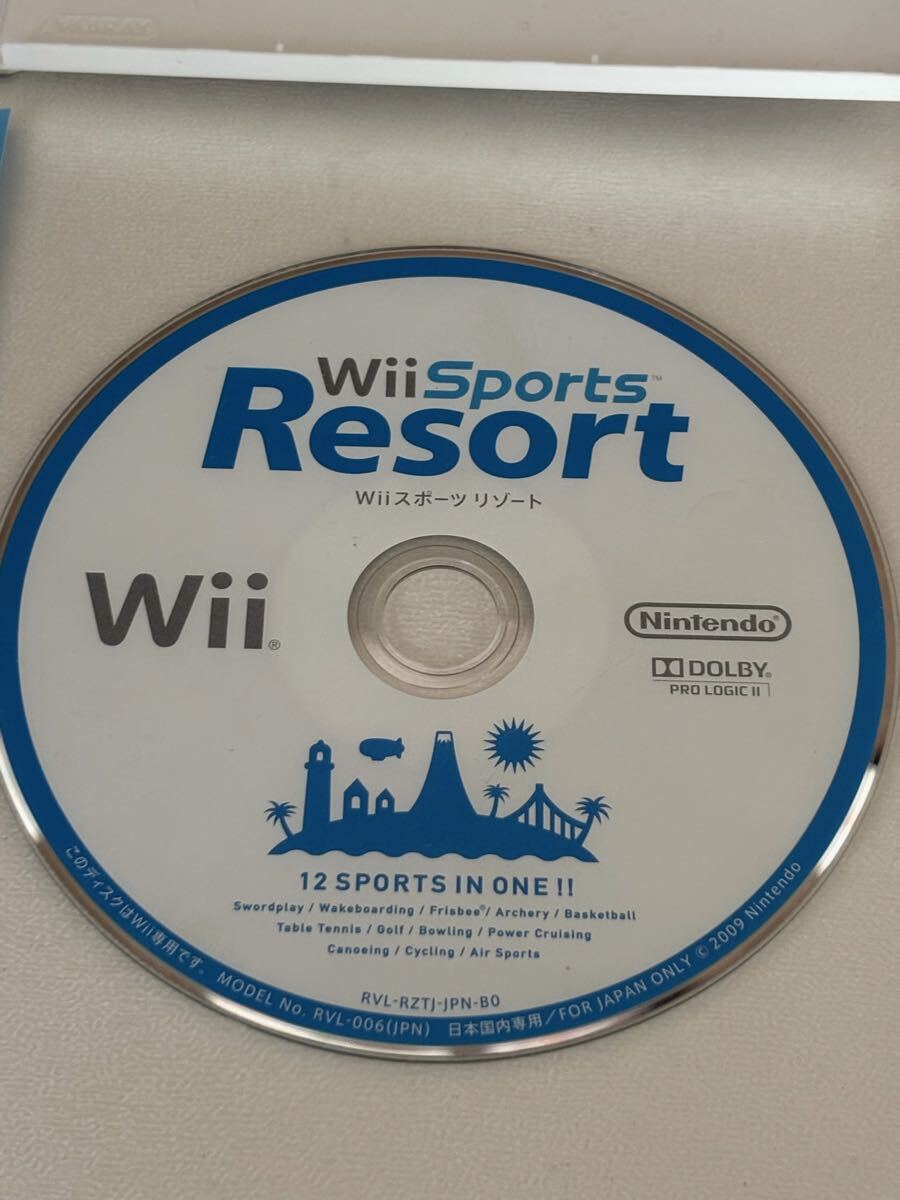 Wii Sports™
Resort
Wiiスポーツ リゾート
Wii®
Nintendo®
DOLBY®
PRO LOGIC II
12 SPORTS IN ONE !!
Swordplay / Wakeboarding / Frisbee® / Archery / Basketball
Table Tennis / Golf / Bowling / Power Cruising
Canoeing / Cycling / Air Sports
RVL-RZTJ-JPN-B0
このディスクはWii専用です。 MODEL No. RVL-006(JPN) 日本国内専用/FOR JAPAN ONLY © 2009 Nintendo